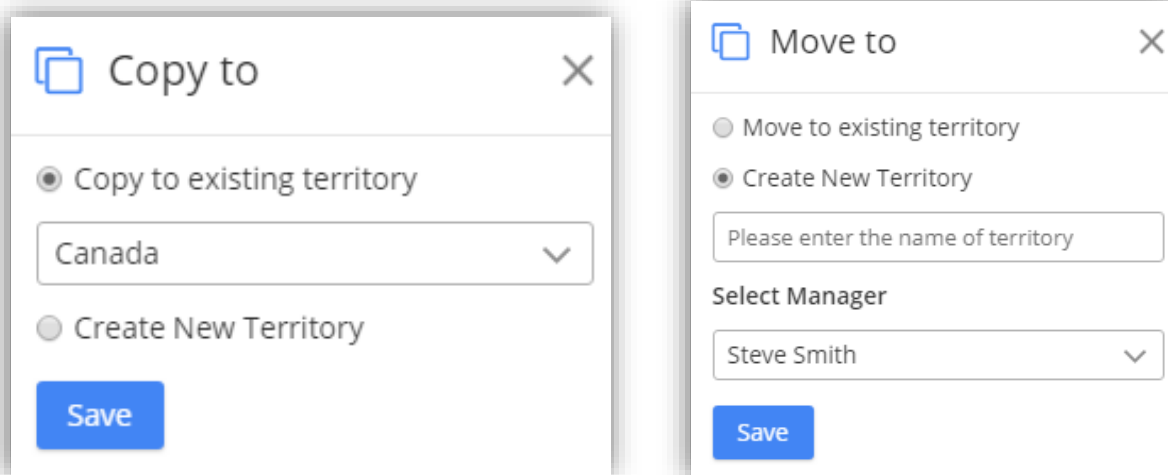 Copy to
Copy to existing territory
Canada
Create New Territory
Save
Move to
Move to existing territory
Create New Territory
Please enter the name of territory
Select Manager
Steve Smith
Save